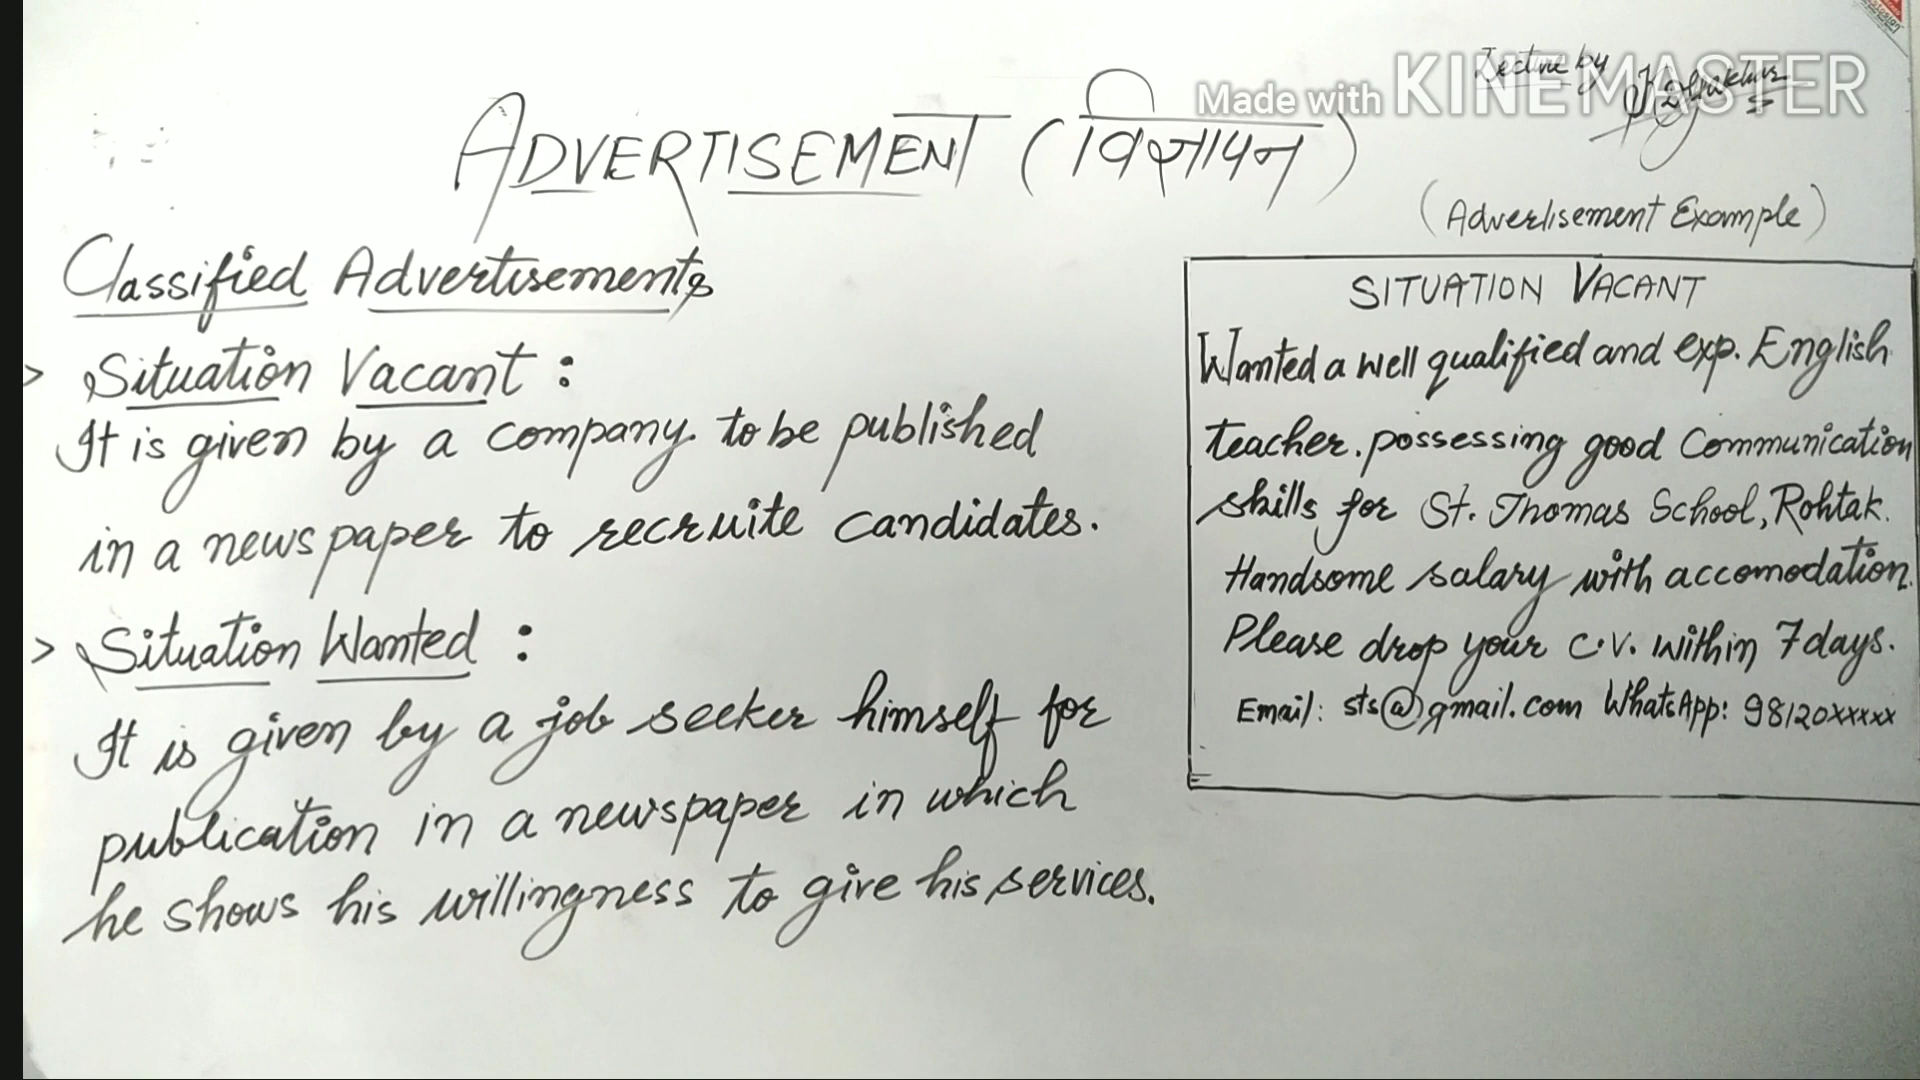 Made with KINEMASTER
Lecture by
ADVERTISEMENT (विज्ञापन)
Classified Advertisements
> Situation Vacant :
It is given by a company to be published
in a newspaper to recruite candidates.
> Situation Wanted :
It is given by a job seeker himself for
publication in a newspaper in which
he shows his willingness to give his services.
(Advertisement Example)
SITUATION VACANT
Wanted a well qualified and exp. English
teacher. possessing good Communication
skills for St. Thomas School, Rohtak.
Handsome salary with accomodation.
Please drop your C.V. within 7 days.
Email: sts@gmail.com WhatsApp: 98120xxxxx